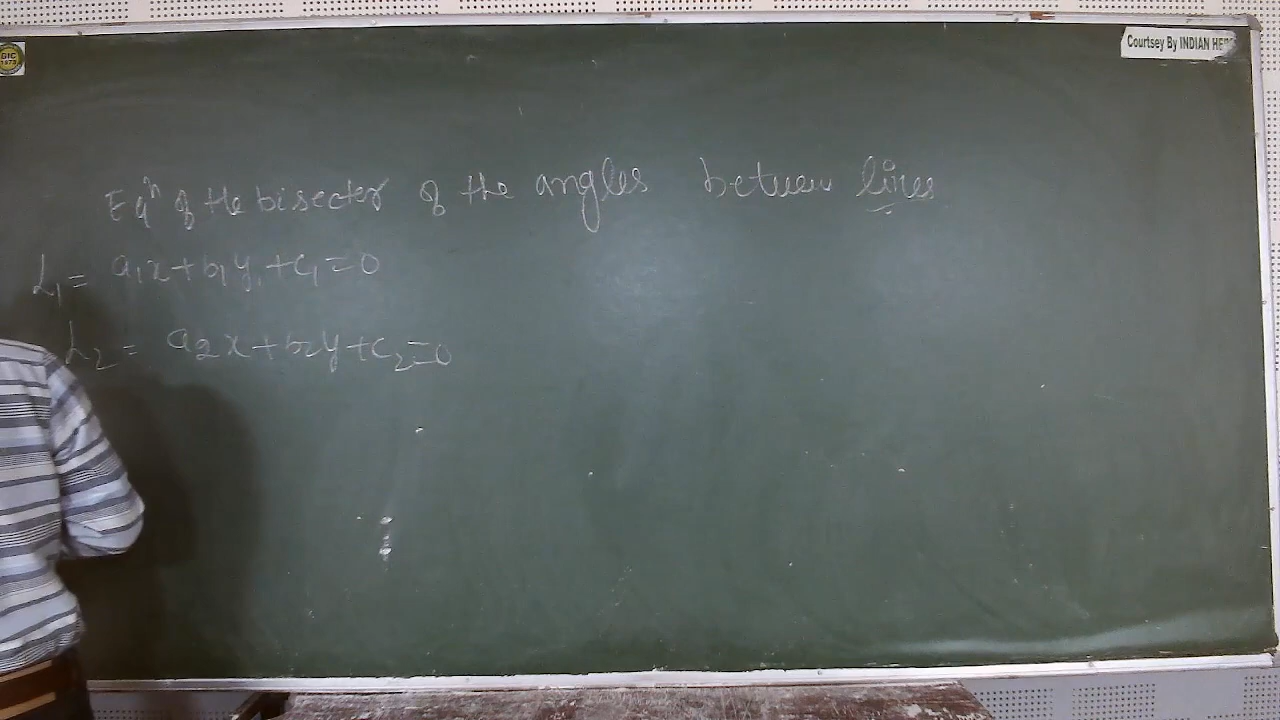 Courtsey By INDIAN HE
Eqⁿ of the bisector of the angles between lines
L₁ = a₁x + b₁y₁ + c₁ = 0
L₂ = a₂x + b₂y + c₂ = 0